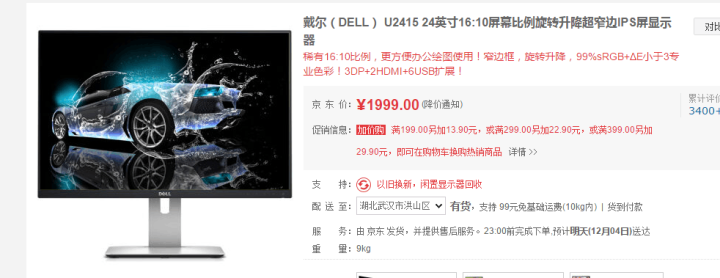 戴尔（DELL） U2415 24英寸16:10屏幕比例旋转升降超窄边IPS屏显示
器
对比
稀有16:10比例，更方便办公绘图使用！窄边框，旋转升降，99%sRGB+ΔE小于3专
业色彩！3DP+2HDMI+6USB扩展！
京 东 价： ¥1999.00 (降价通知)
累计评价
3400+
促销信息： 加价购 满199.00另加13.90元，或满299.00另加22.90元，或满399.00另加
29.90元，即可在购物车换购热销商品 详情 >>
支 持： 以旧换新，闲置显示器回收
配 送 至： 湖北武汉市洪山区 有货，支持 99元免基础运费(10kg内) | 货到付款
服 务： 由 京东 发货，并提供售后服务。23:00前完成下单,预计明天(12月04日)送达
重 量： 9kg
DELL